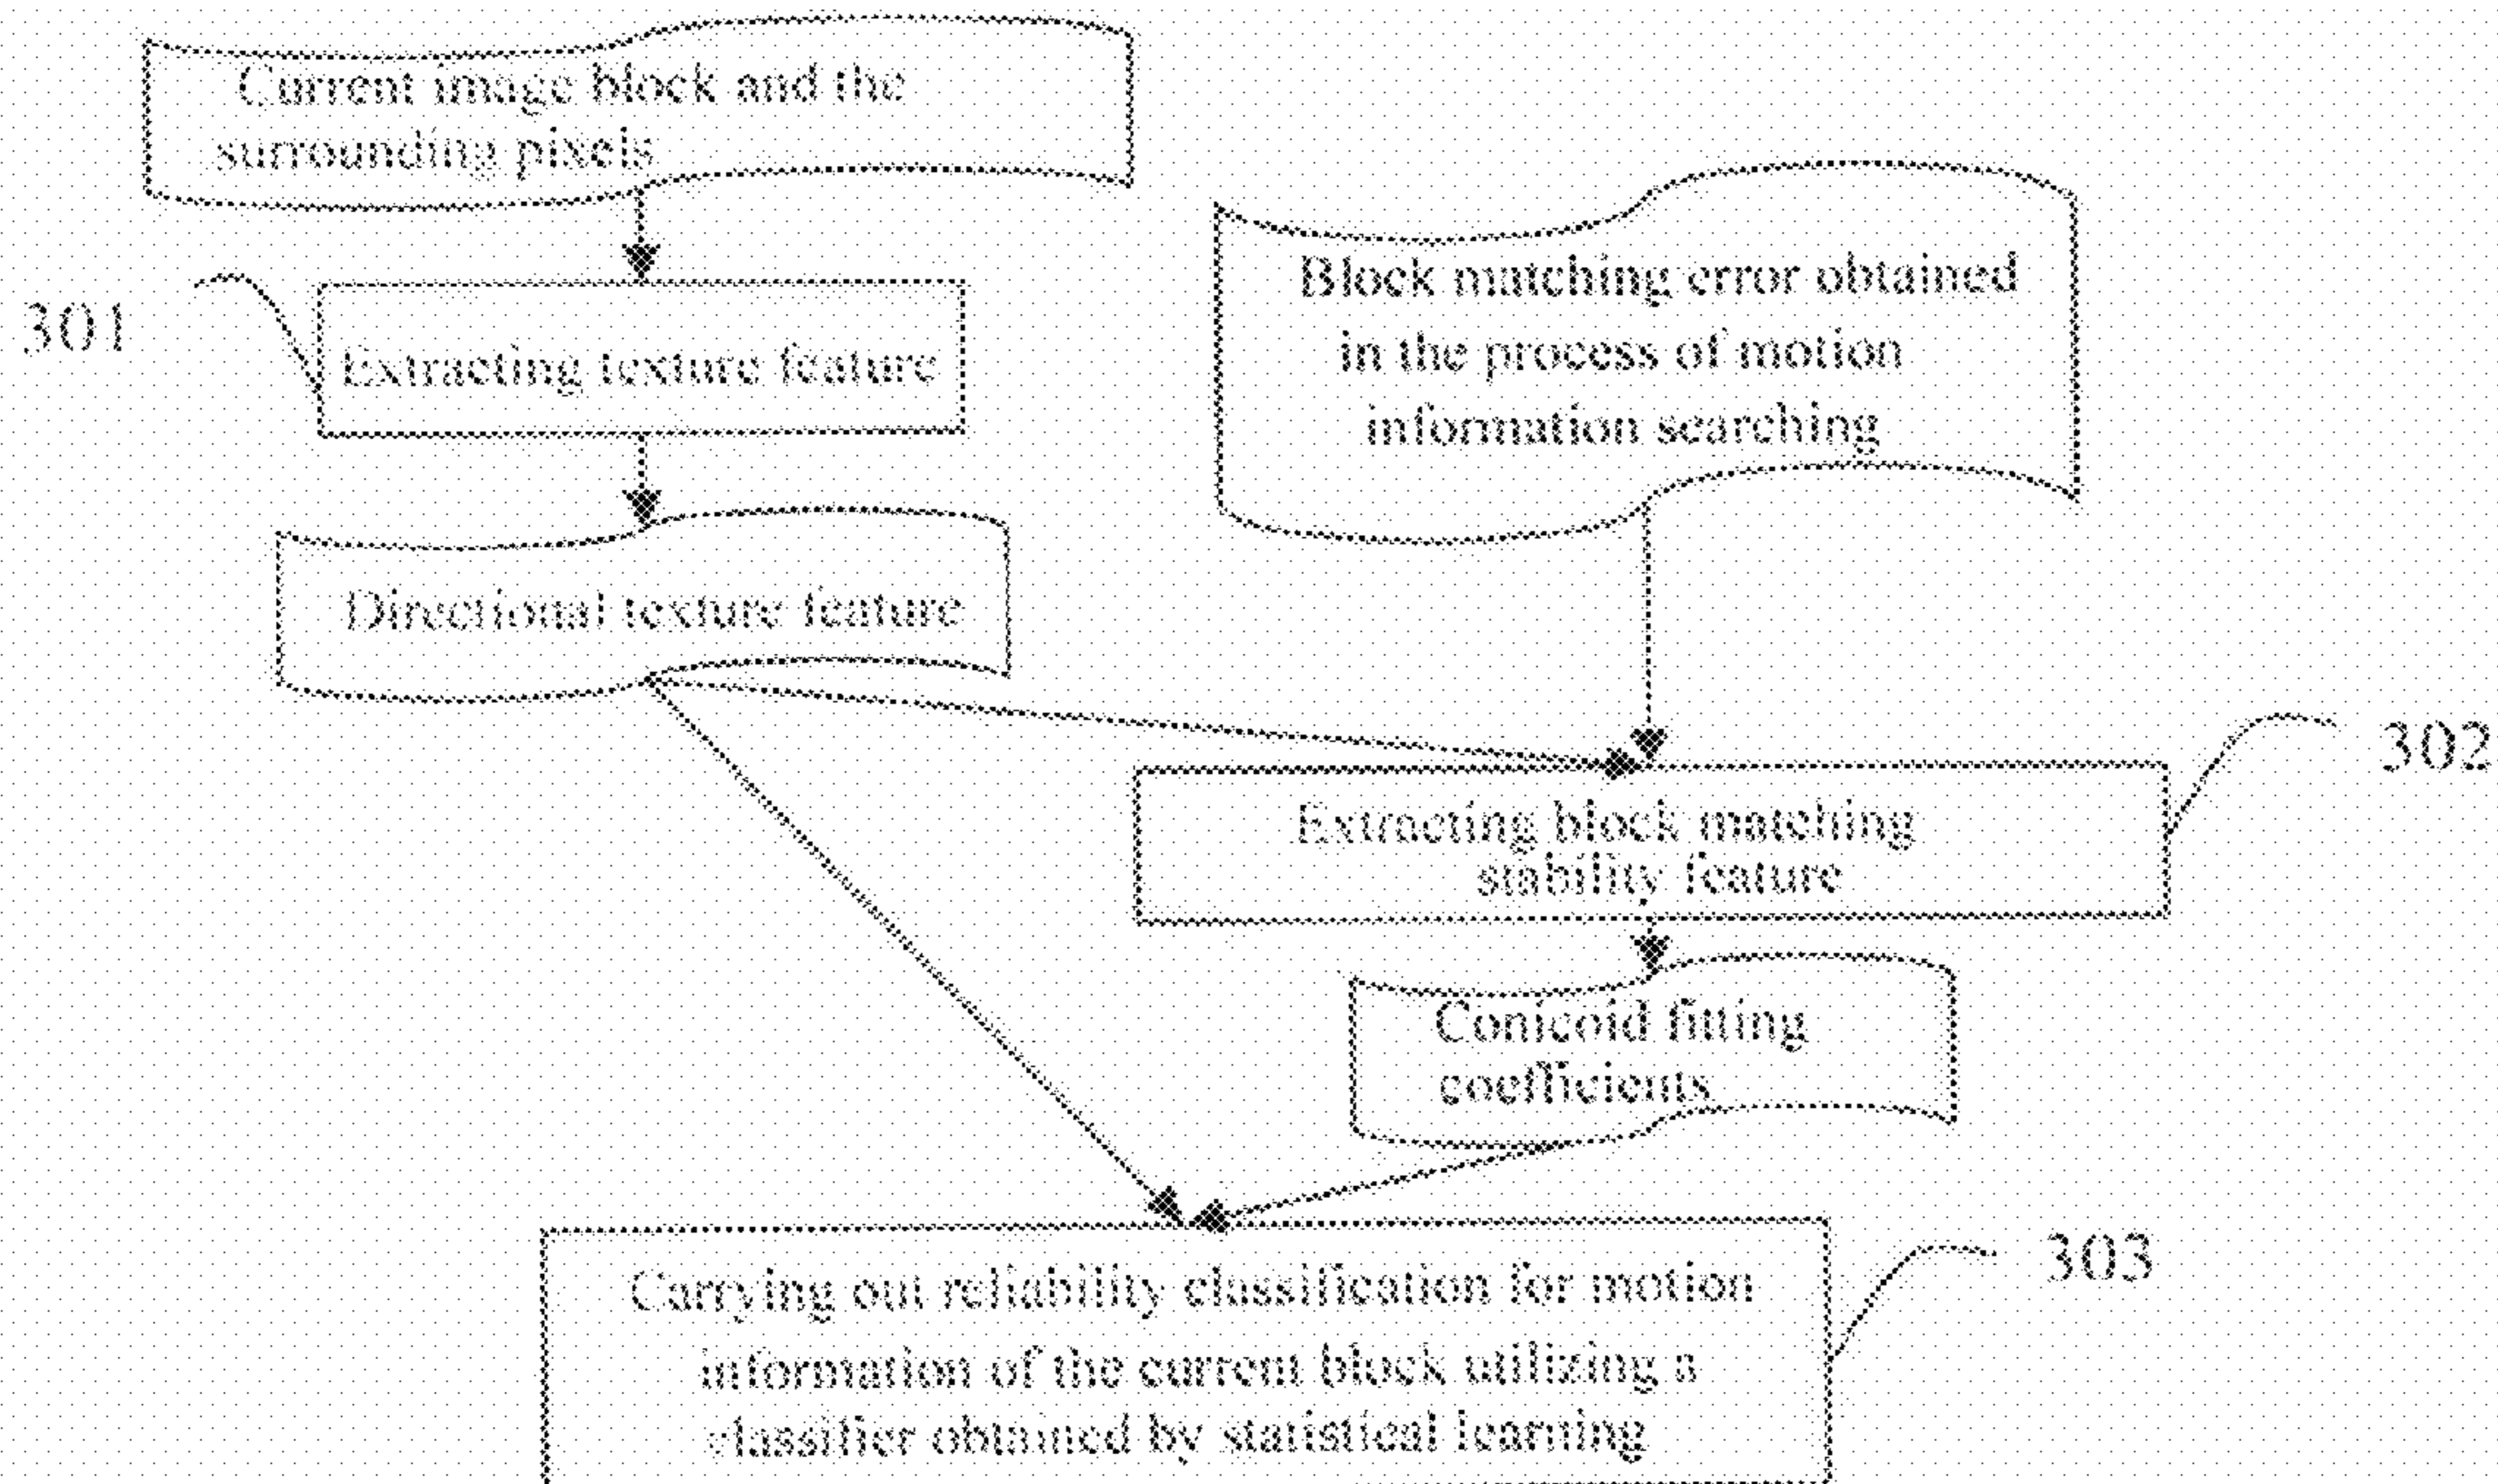 Current image block and the
surrounding pixels
301
Extracting texture feature
Block matching error obtained
in the process of motion
information searching
Directional texture feature
302
Extracting block matching
stability feature
Conicoid fitting
coefficients
303
Carrying out reliability classification for motion
information of the current block utilizing a
classifier obtained by statistical learning